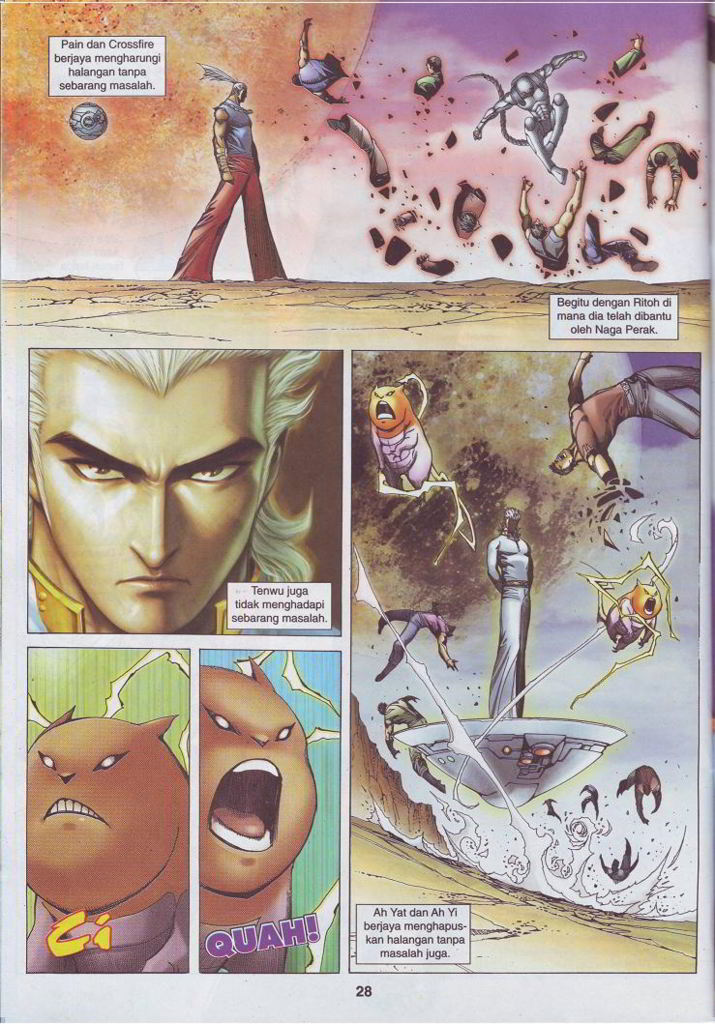 Pain dan Crossfire
berjaya mengharungi
halangan tanpa
sebarang masalah.
Begitu dengan Ritoh di
mana dia telah dibantu
oleh Naga Perak.
Tenwu juga
tidak menghadapi
sebarang masalah.
Ci
QUAH!
Ah Yat dan Ah Yi
berjaya menghapus-
kan halangan tanpa
masalah juga.
28